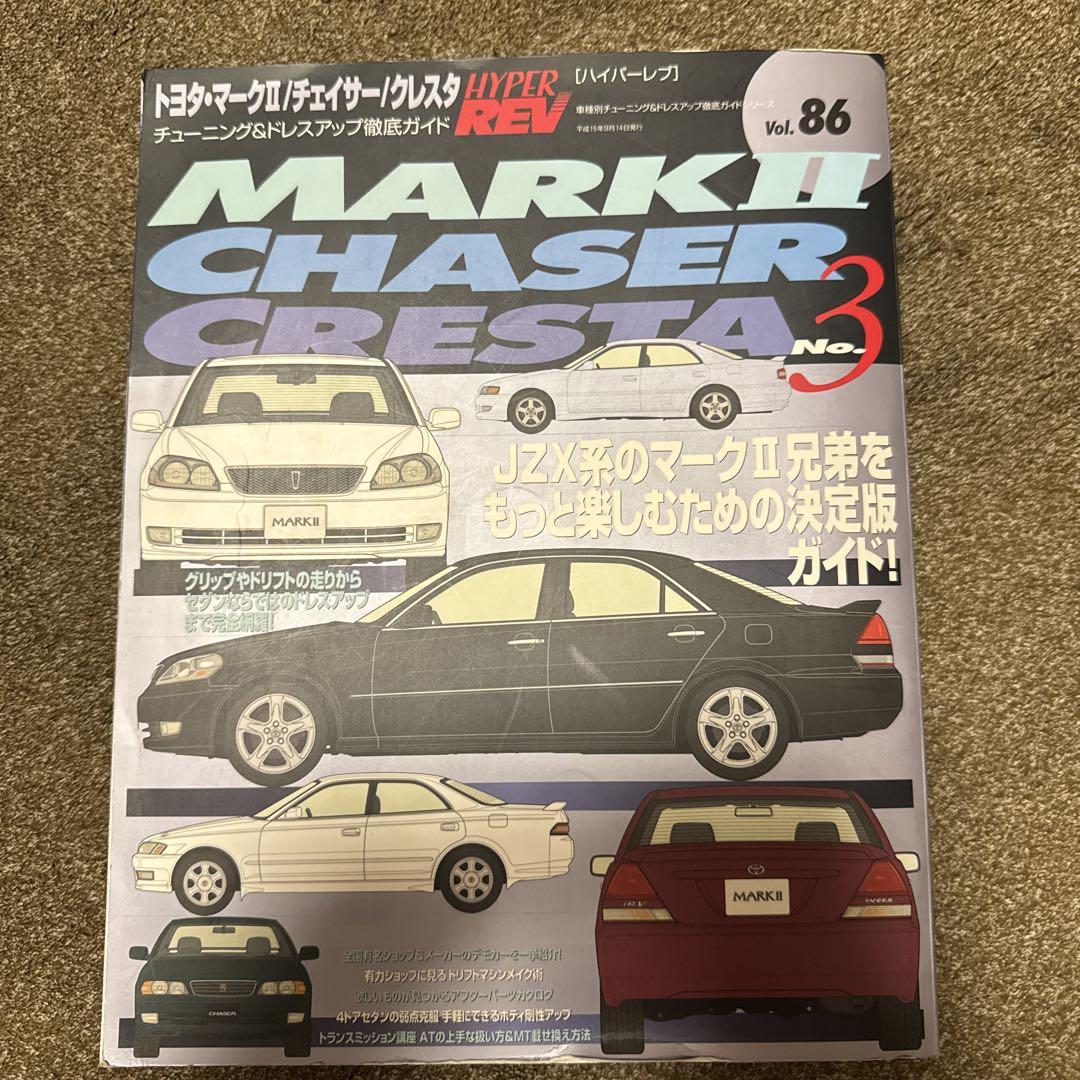 トヨタ・マークⅡ/チェイサー/クレスタ
チューニング&ドレスアップ徹底ガイド
HYPER
REV
[ハイパーレブ]
車種別チューニング&ドレスアップ徹底ガイドシリーズ
平成15年9月14日発行
Vol. 86
MARKⅡ
CHASER
CRESTA
No.3
JZX系のマークⅡ兄弟を
もっと楽しむための決定版
ガイド!
MARKⅡ
グリップやドリフトの走りから
セダンならではのドレスアップ
まで完全網羅!
MARKⅡ
iR-V
MARKⅡ
CHASER
全国有名ショップ&メーカーのデモカーを一挙紹介!
有力ショップに見るドリフトマシンメイク術
欲しいものが見つかるアフターパーツカタログ
4ドアセダンの弱点克服 手軽にできるボディ剛性アップ
トランスミッション講座 ATの上手な扱い方&MT載せ換え方法